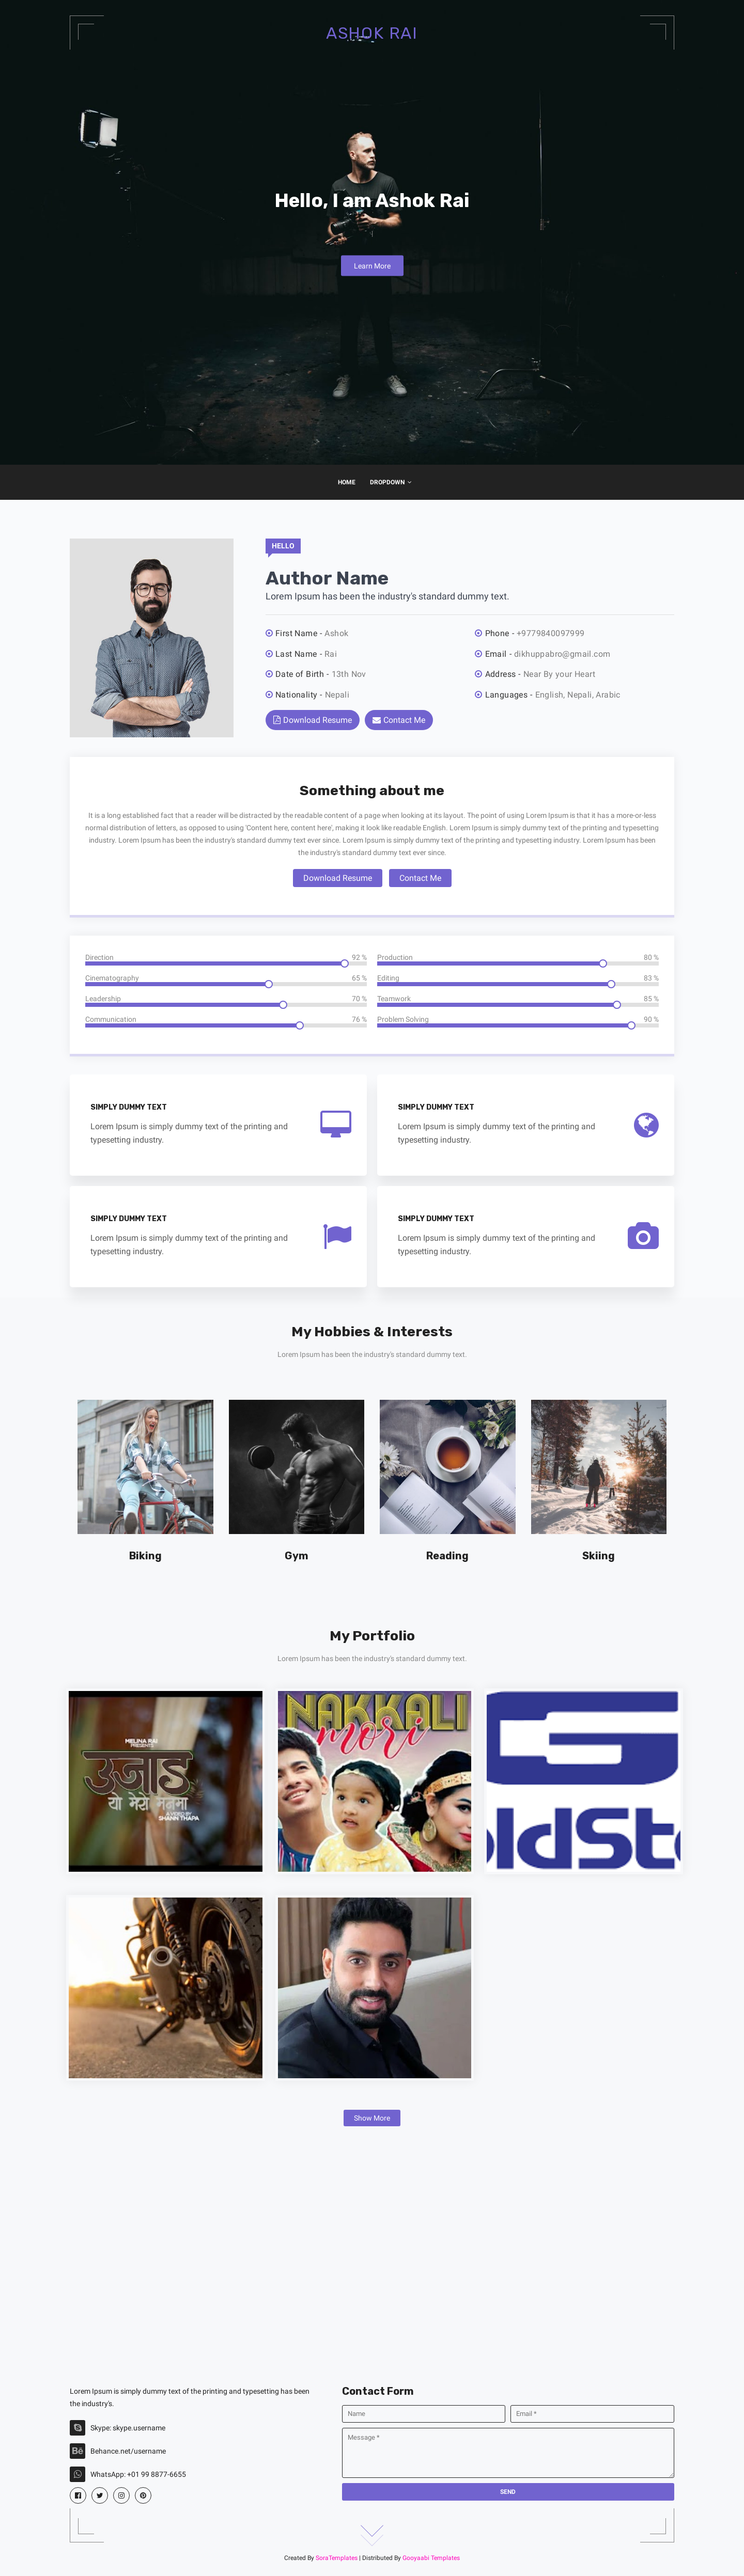 ASHOK RAI
Hello, I am Ashok Rai
Learn More
HOME DROPDOWN
HELLO
Author Name
Lorem Ipsum has been the industry's standard dummy text.
First Name - Ashok
Phone - +9779840097999
Last Name - Rai
Email - dikhuppabro@gmail.com
Date of Birth - 13th Nov
Address - Near By your Heart
Nationality - Nepali
Languages - English, Nepali, Arabic
Download Resume Contact Me
Something about me
It is a long established fact that a reader will be distracted by the readable content of a page when looking at its layout. The point of using Lorem Ipsum is that it has a more-or-less
normal distribution of letters, as opposed to using 'Content here, content here', making it look like readable English. Lorem Ipsum is simply dummy text of the printing and typesetting
industry. Lorem Ipsum has been the industry's standard dummy text ever since. Lorem Ipsum is simply dummy text of the printing and typesetting industry. Lorem Ipsum has been
the industry's standard dummy text ever since.
Download Resume Contact Me
Direction 92 %
Production 80 %
Cinematography 65 %
Editing 83 %
Leadership 70 %
Teamwork 85 %
Communication 76 %
Problem Solving 90 %
SIMPLY DUMMY TEXT
Lorem Ipsum is simply dummy text of the printing and
typesetting industry.
SIMPLY DUMMY TEXT
Lorem Ipsum is simply dummy text of the printing and
typesetting industry.
SIMPLY DUMMY TEXT
Lorem Ipsum is simply dummy text of the printing and
typesetting industry.
SIMPLY DUMMY TEXT
Lorem Ipsum is simply dummy text of the printing and
typesetting industry.
My Hobbies & Interests
Lorem Ipsum has been the industry's standard dummy text.
Biking
Gym
Reading
Skiing
My Portfolio
Lorem Ipsum has been the industry's standard dummy text.
MELINA RAI
PRESENTS
उजाड
यो मेरो मनमा
A VIDEO BY
SHANN THAPA
NAKKALI
mori
G
oldSta
Show More
Lorem Ipsum is simply dummy text of the printing and typesetting has been
the industry's.
Skype: skype.username
Bē Behance.net/username
WhatsApp: +01 99 8877-6655
Contact Form
Name
Email *
Message *
SEND
Created By SoraTemplates | Distributed By Gooyaabi Templates